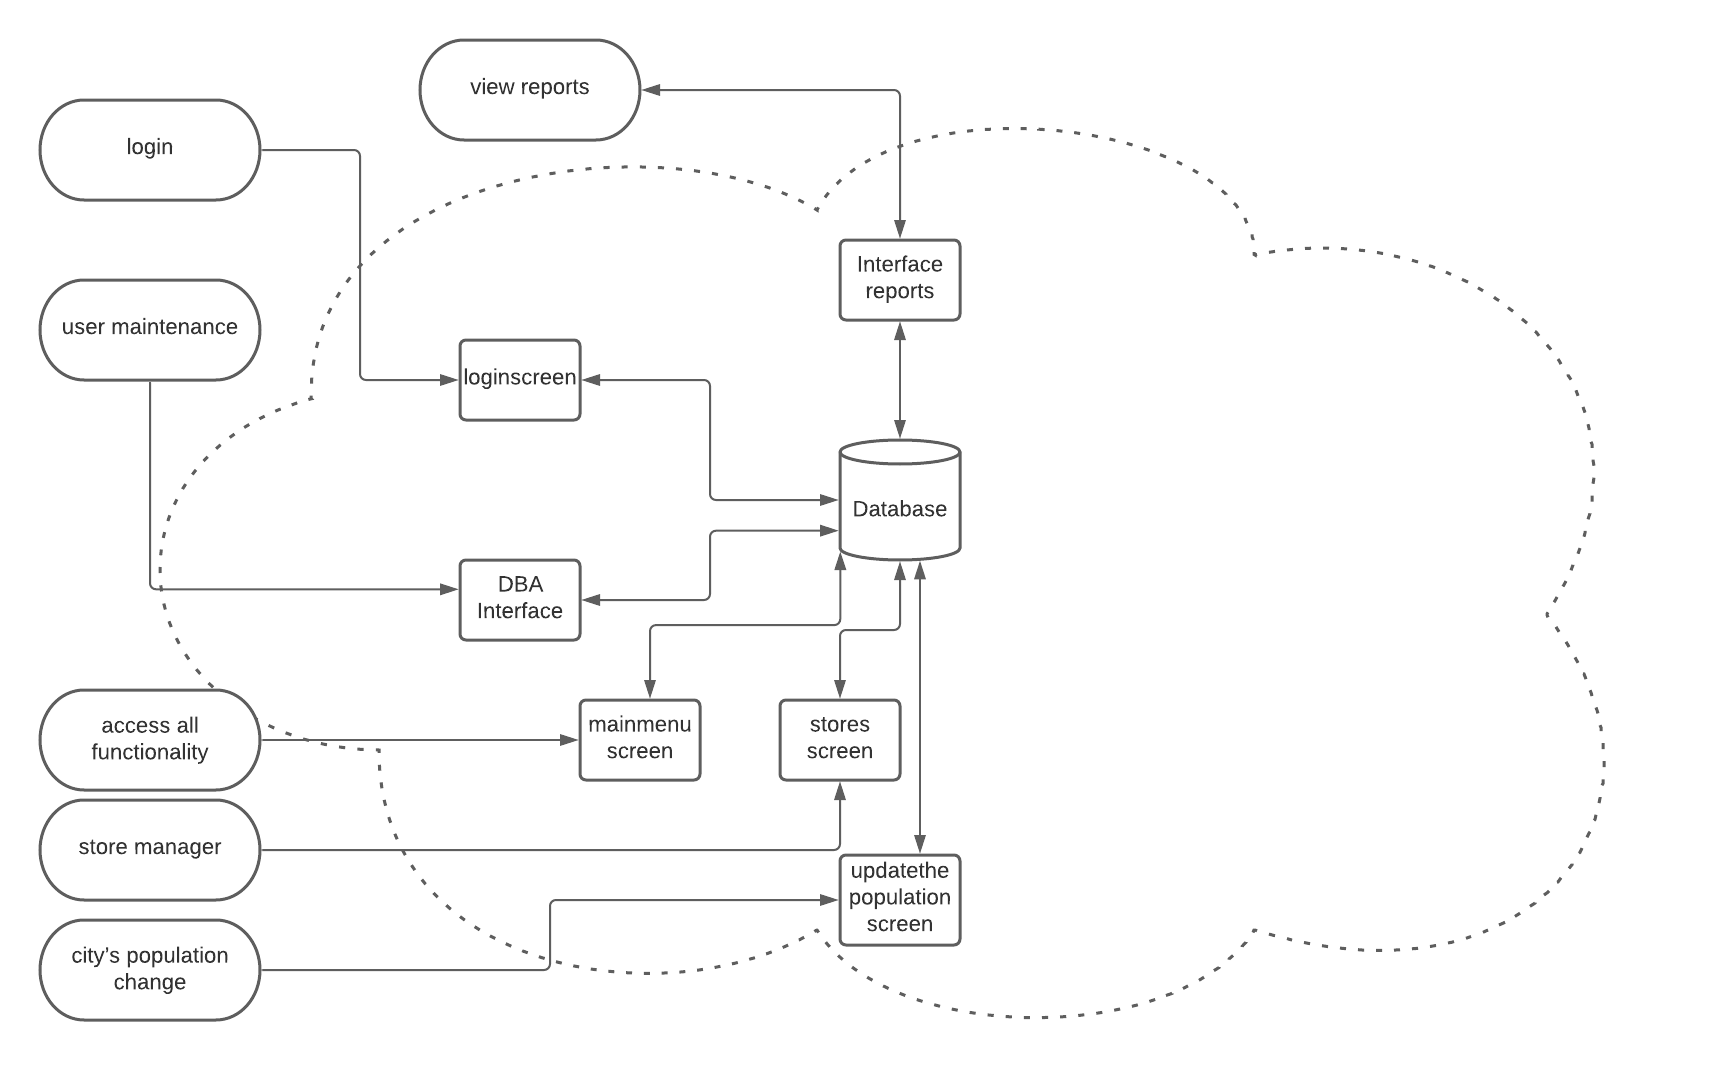 view reports
login
Interface
reports
user maintenance
loginscreen
Database
DBA
Interface
access all
functionality
mainmenu
screen
stores
screen
store manager
updatethe
population
screen
city’s population
change